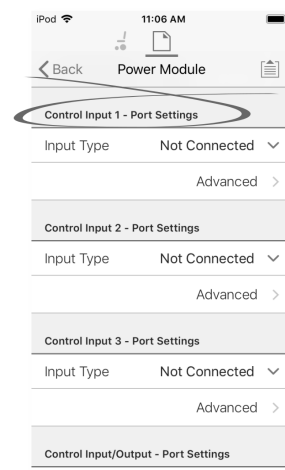 iPod 11:06 AM
Back Power Module
Control Input 1 - Port Settings
Input Type Not Connected
Advanced
Control Input 2 - Port Settings
Input Type Not Connected
Advanced
Control Input 3 - Port Settings
Input Type Not Connected
Advanced
Control Input/Output - Port Settings